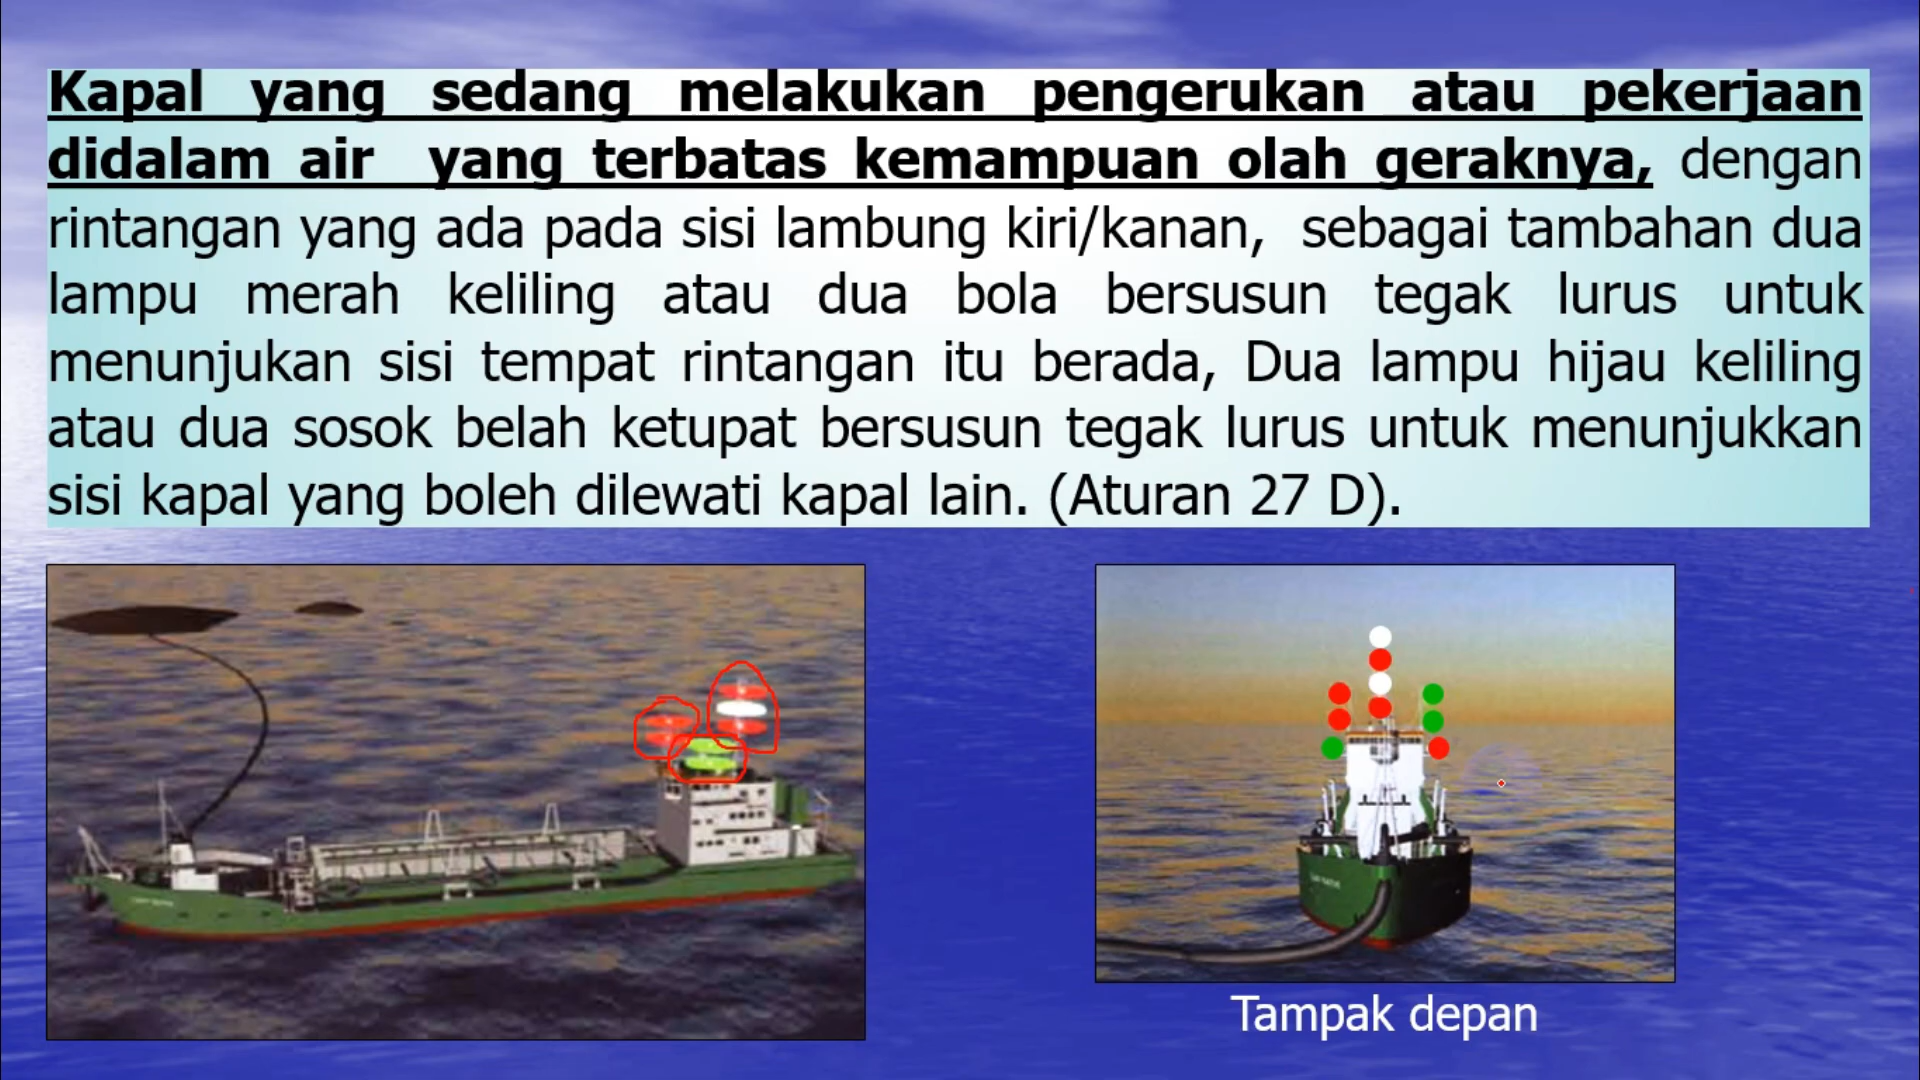 Kapal yang sedang melakukan pengerukan atau pekerjaan
didalam air yang terbatas kemampuan olah geraknya, dengan
rintangan yang ada pada sisi lambung kiri/kanan, sebagai tambahan dua
lampu merah keliling atau dua bola bersusun tegak lurus untuk
menunjukan sisi tempat rintangan itu berada, Dua lampu hijau keliling
atau dua sosok belah ketupat bersusun tegak lurus untuk menunjukkan
sisi kapal yang boleh dilewati kapal lain. (Aturan 27 D).
Tampak depan